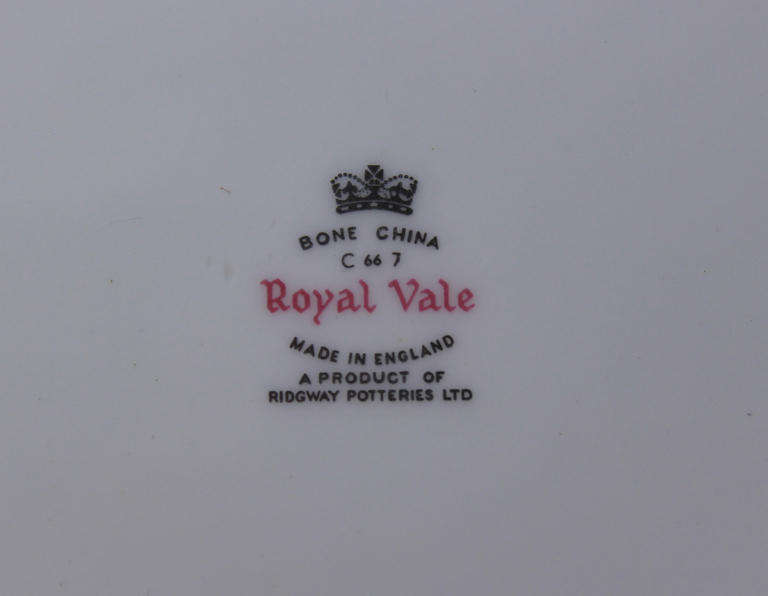 BONE CHINA
C 66 7
Royal Vale
MADE IN ENGLAND
A PRODUCT OF
RIDGWAY POTTERIES LTD